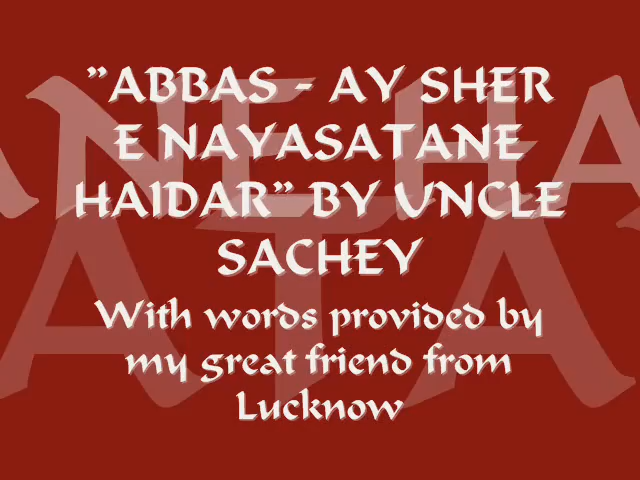 ”ABBAS - AY SHER
E NAYASATANE
HAIDAR” BY UNCLE
SACHEY
With words provided by
my great friend from
Lucknow